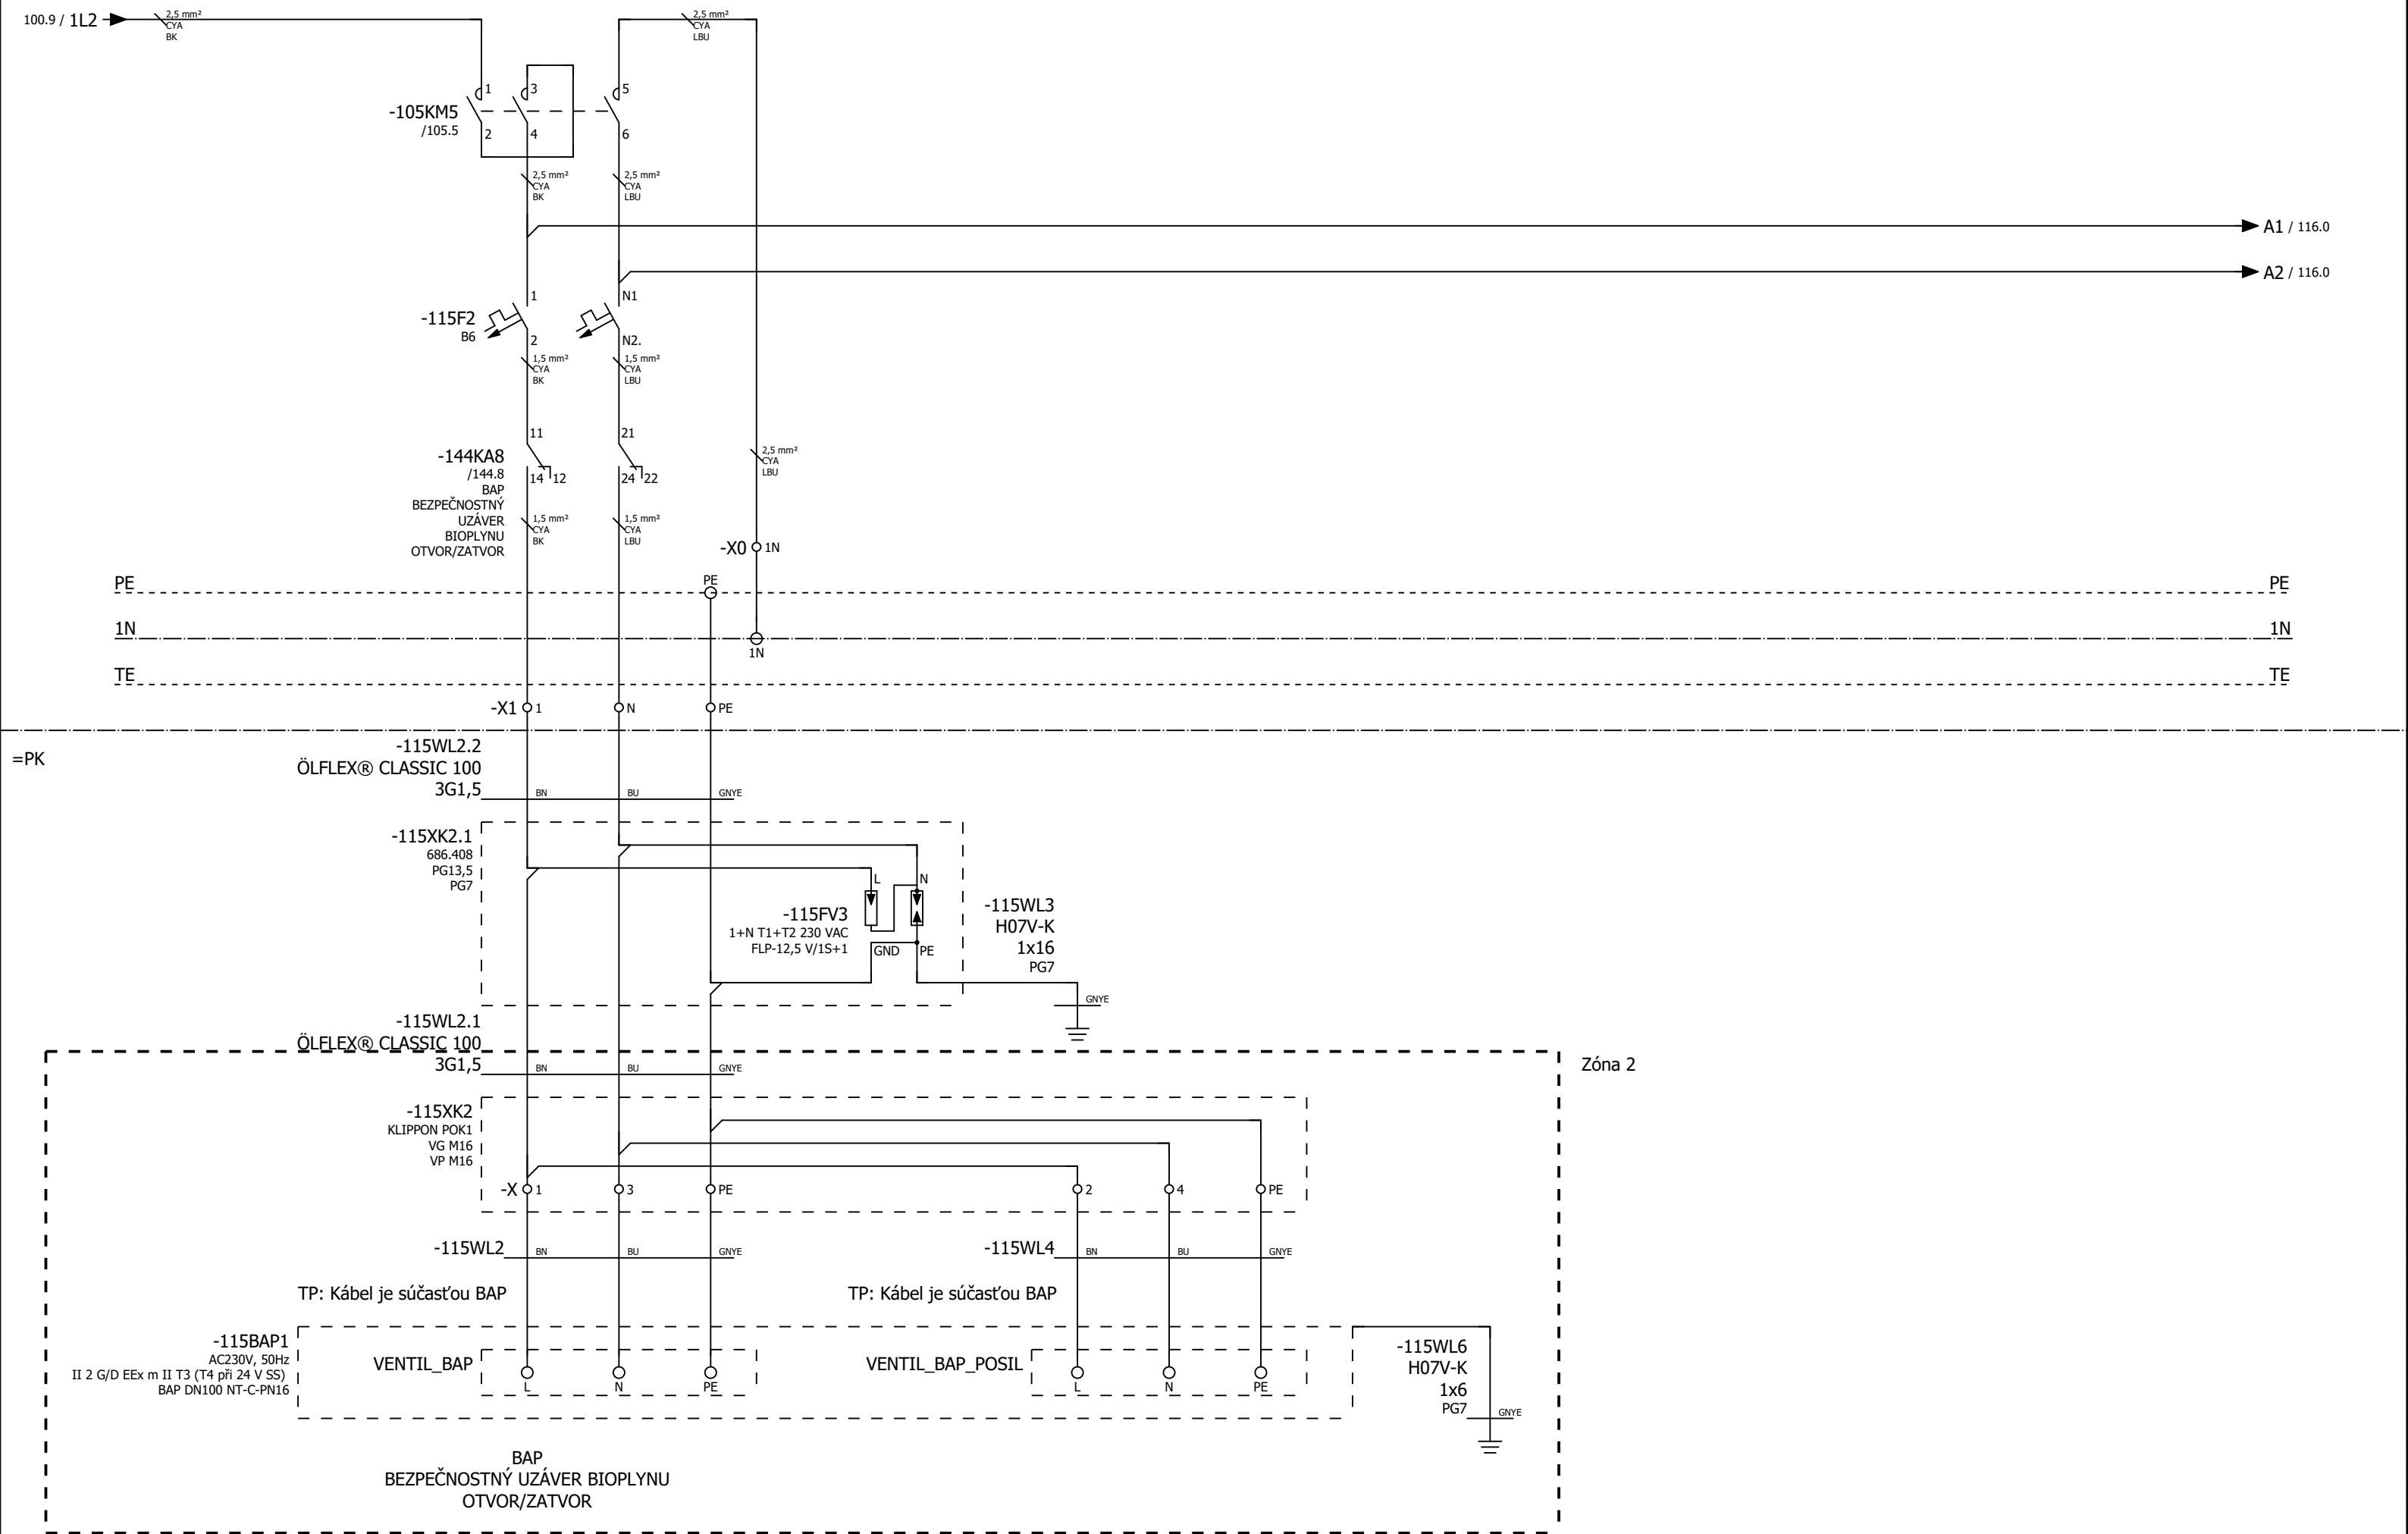 100.9 / 1L2
2,5 mm²
CYA
BK
2,5 mm²
CYA
LBU
-105KM5
/105.5
1
2
3
4
5
6
2,5 mm²
CYA
BK
2,5 mm²
CYA
LBU
A1 / 116.0
A2 / 116.0
-115F2
B6
1
2
N1
N2.
1,5 mm²
CYA
BK
1,5 mm²
CYA
LBU
-144KA8
/144.8
BAP
BEZPEČNOSTNÝ
UZÁVER
BIOPLYNU
OTVOR/ZATVOR
11
14 12
21
24 22
2,5 mm²
CYA
LBU
1,5 mm²
CYA
BK
1,5 mm²
CYA
LBU
-X0 1N
PE PE PE
1N 1N
1N
TE TE
-X1 1 N PE
=PK
-115WL2.2
ÖLFLEX® CLASSIC 100
3G1,5
BN BU GNYE
-115XK2.1
686.408
PG13,5
PG7
L N
-115FV3
1+N T1+T2 230 VAC
FLP-12,5 V/1S+1
GND PE
-115WL3
H07V-K
1x16
PG7
GNYE
-115WL2.1
ÖLFLEX® CLASSIC 100
3G1,5
BN BU GNYE
Zóna 2
-115XK2
KLIPPON POK1
VG M16
VP M16
-X 1 3 PE 2 4 PE
-115WL2 BN BU GNYE
-115WL4 BN BU GNYE
TP: Kábel je súčasťou BAP
TP: Kábel je súčasťou BAP
-115BAP1
AC230V, 50Hz
II 2 G/D EEx m II T3 (T4 při 24 V SS)
BAP DN100 NT-C-PN16
VENTIL_BAP
L N PE
VENTIL_BAP_POSIL
L N PE
-115WL6
H07V-K
1x6
PG7
GNYE
BAP
BEZPEČNOSTNÝ UZÁVER BIOPLYNU
OTVOR/ZATVOR